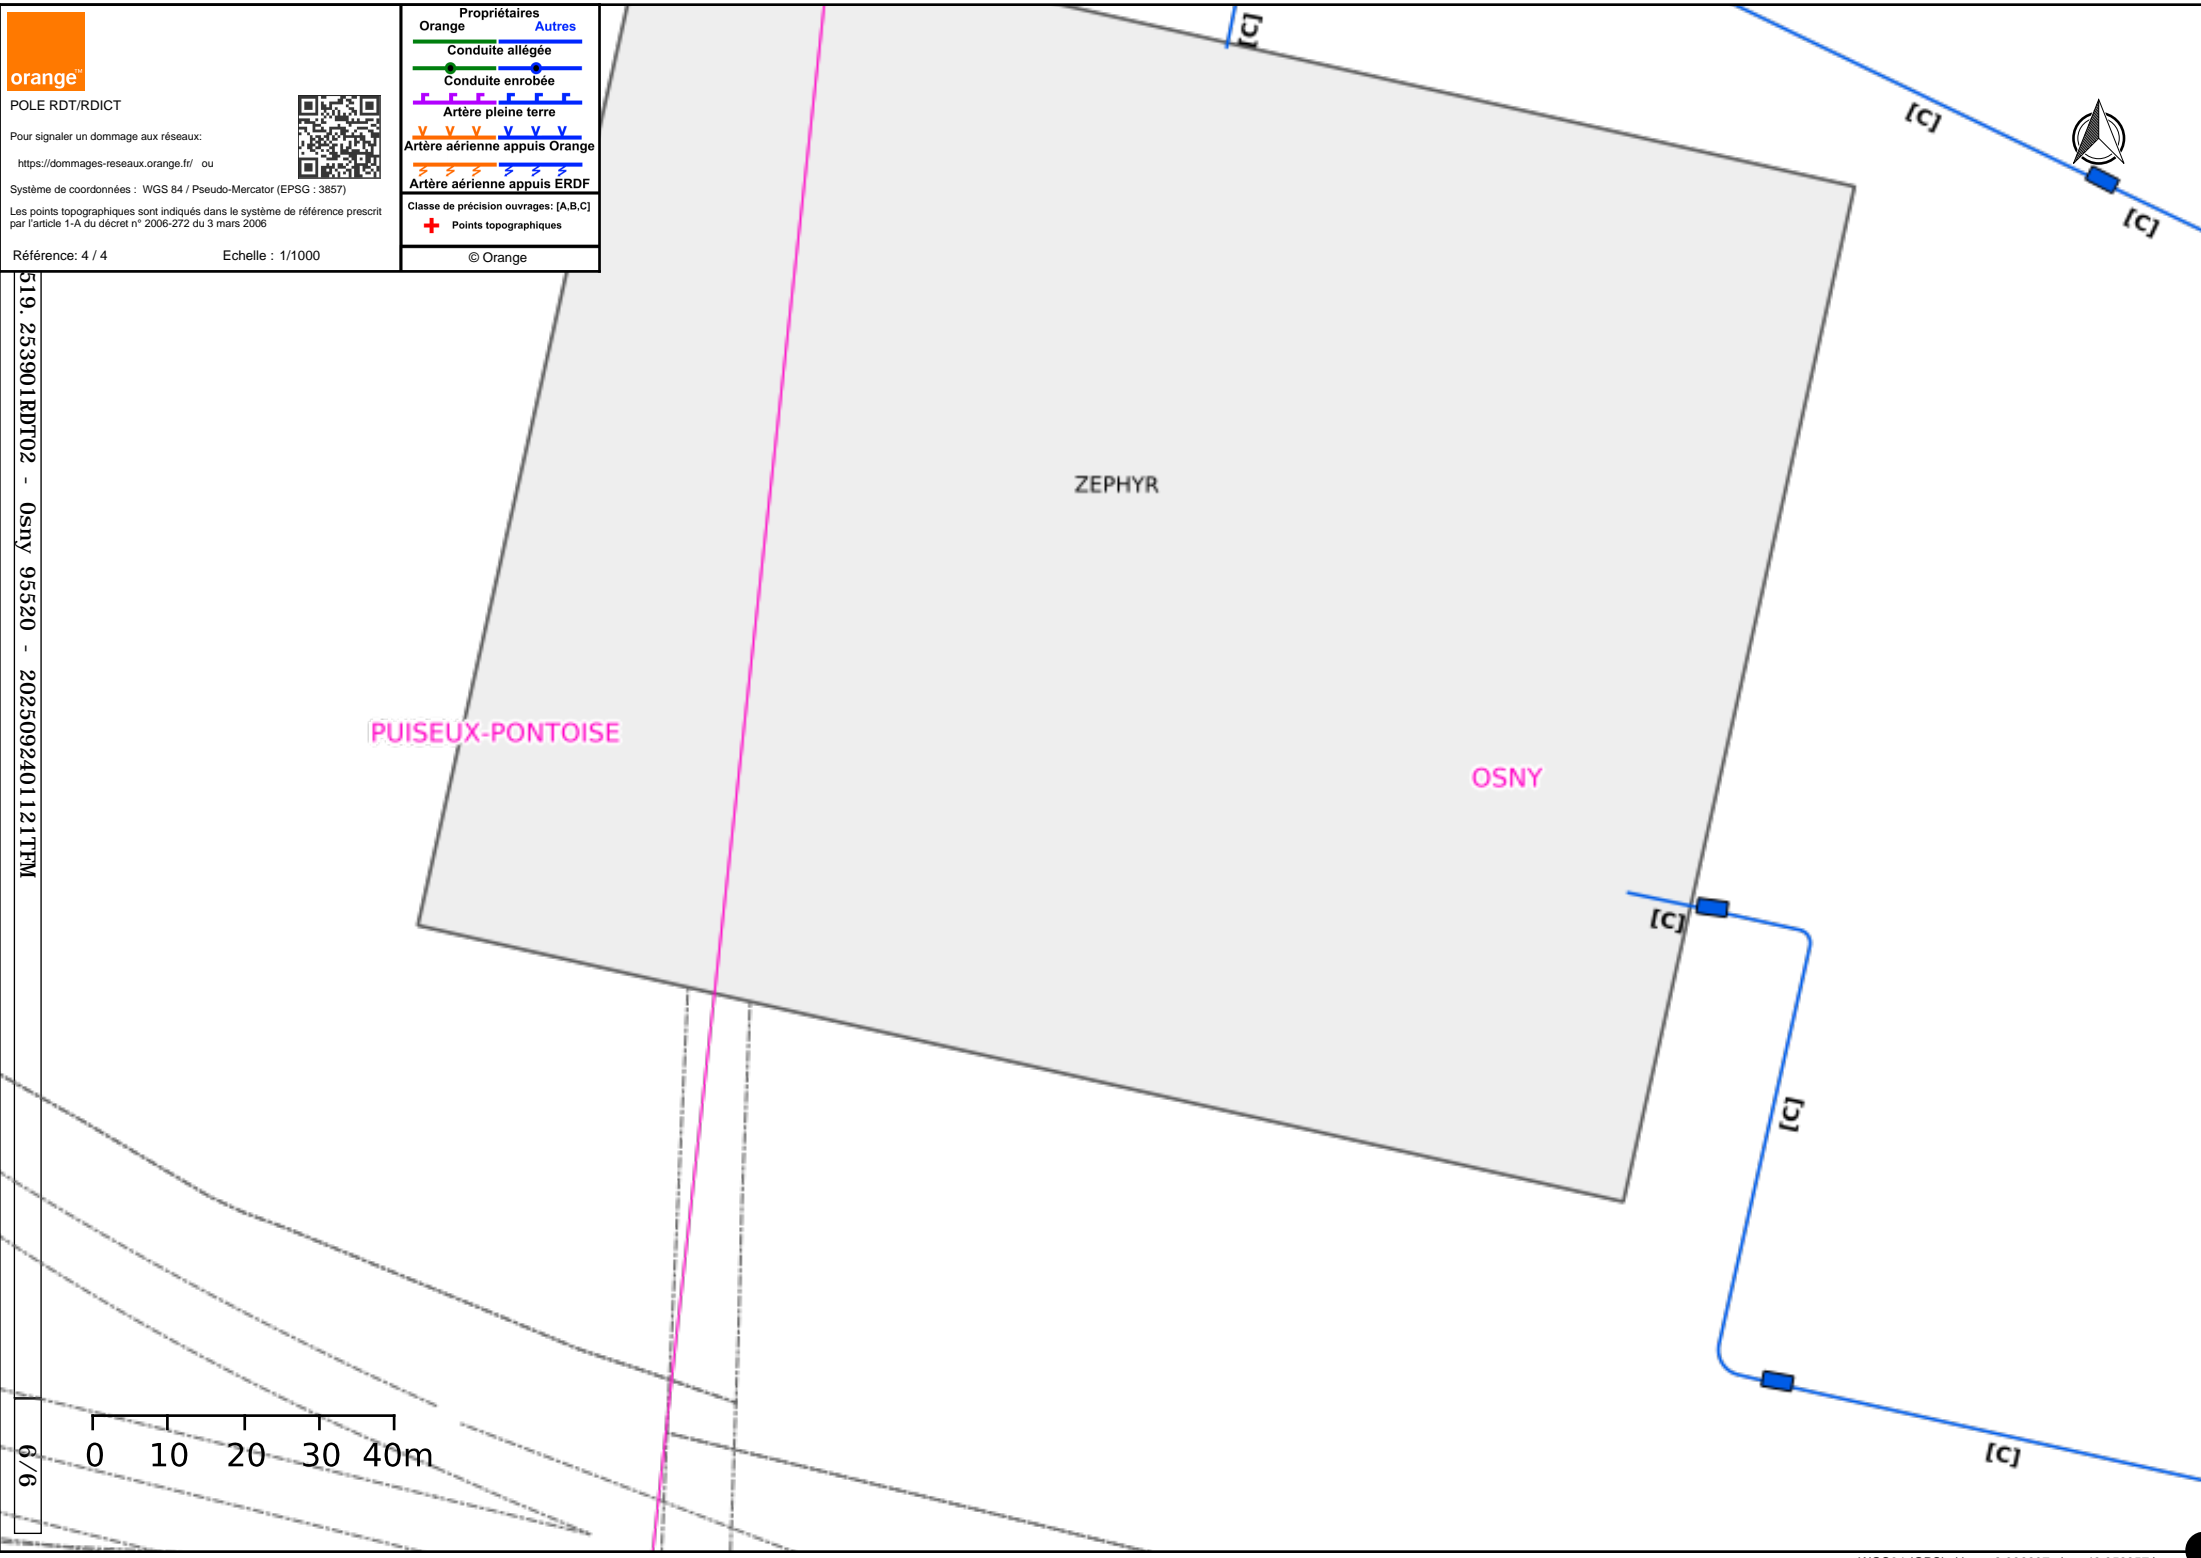 orange™
POLE RDT/RDICT
Pour signaler un dommage aux réseaux:
https://dommages-reseaux.orange.fr/ ou
Système de coordonnées : WGS 84 / Pseudo-Mercator (EPSG : 3857)
Les points topographiques sont indiqués dans le système de référence prescrit
par l'article 1-A du décret n° 2006-272 du 3 mars 2006
Référence: 4 / 4
Echelle : 1/1000
Propriétaires
Orange
Autres
Conduite allégée
Conduite enrobée
Artère pleine terre
Artère aérienne appuis Orange
Artère aérienne appuis ERDF
Classe de précision ouvrages: [A,B,C]
Points topographiques
© Orange
[C]
[C]
[C]
519. 253901RDT02 - Osny 95520 - 2025092401121TFM
ZEPHYR
PUISEUX-PONTOISE
OSNY
[C]
[C]
[C]
0 10 20 30 40m
6/6